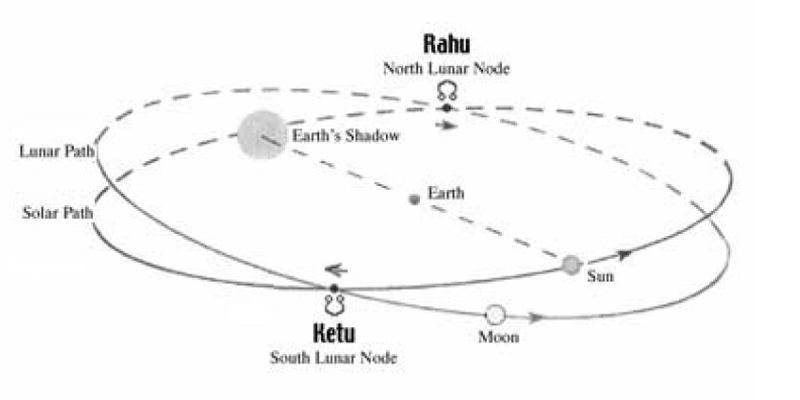 Rahu
North Lunar Node
☊
Earth's Shadow
Lunar Path
Earth
Solar Path
Sun
☋
Ketu
Moon
South Lunar Node